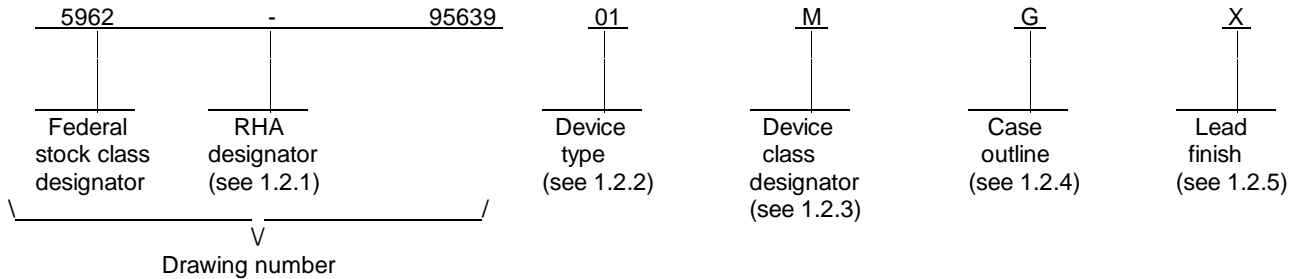 5962 - 95639 01 M G X
Federal stock class designator
RHA designator (see 1.2.1)
Device type (see 1.2.2)
Device class designator (see 1.2.3)
Case outline (see 1.2.4)
Lead finish (see 1.2.5)
\ /
\/
Drawing number